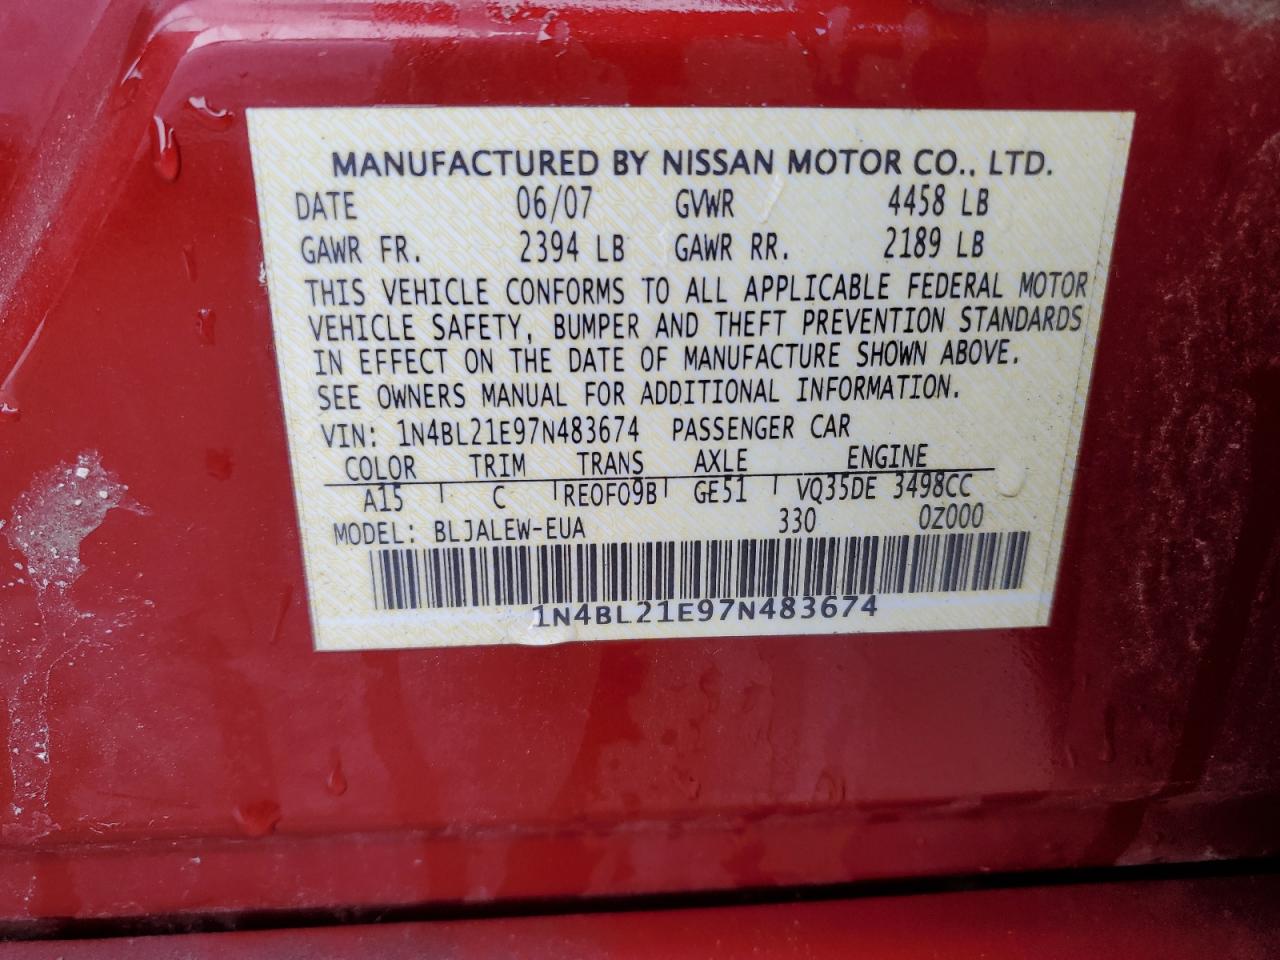 MANUFACTURED BY NISSAN MOTOR CO., LTD.
DATE 06/07 GVWR 4458 LB
GAWR FR. 2394 LB GAWR RR. 2189 LB
THIS VEHICLE CONFORMS TO ALL APPLICABLE FEDERAL MOTOR
VEHICLE SAFETY, BUMPER AND THEFT PREVENTION STANDARDS
IN EFFECT ON THE DATE OF MANUFACTURE SHOWN ABOVE.
SEE OWNERS MANUAL FOR ADDITIONAL INFORMATION.
VIN: 1N4BL21E97N483674 PASSENGER CAR
COLOR TRIM TRANS AXLE ENGINE
A15 C REOFO9B GE51 VQ35DE 3498CC
MODEL: BLJALEW-EUA 330 0Z000
1N4BL21E97N483674